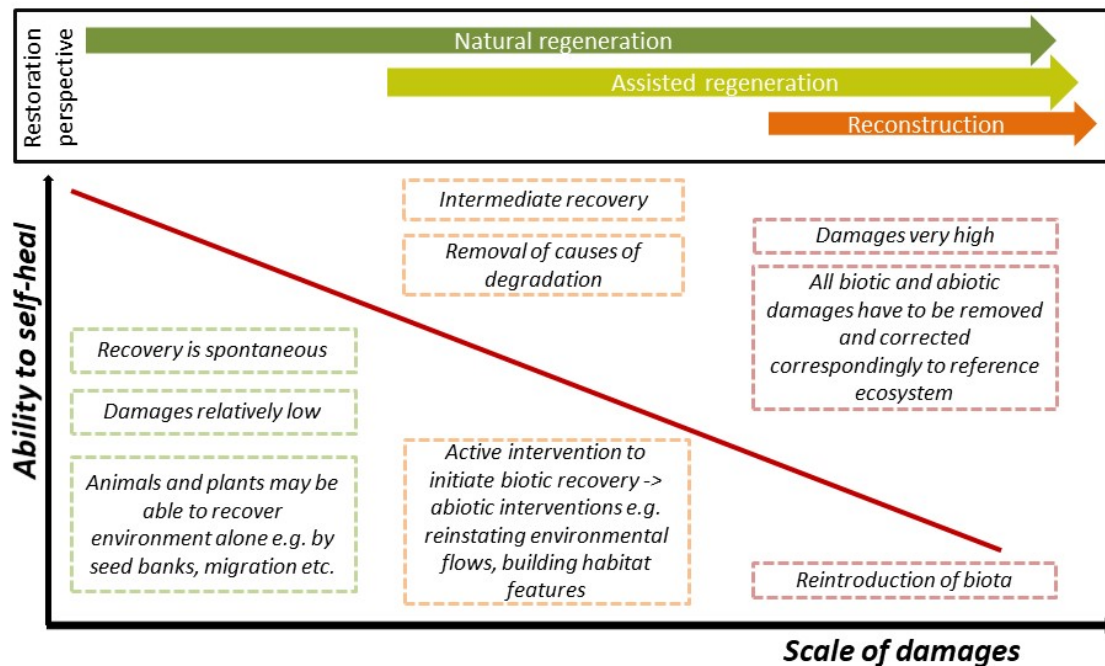 Restoration
perspective
Natural regeneration
Assisted regeneration
Reconstruction
Ability to self-heal
Recovery is spontaneous
Damages relatively low
Animals and plants may be
able to recover
environment alone e.g. by
seed banks, migration etc.
Intermediate recovery
Removal of causes of
degradation
Active intervention to
initiate biotic recovery ->
abiotic interventions e.g.
reinstating environmental
flows, building habitat
features
Damages very high
All biotic and abiotic
damages have to be removed
and corrected
correspondingly to reference
ecosystem
Reintroduction of biota
Scale of damages